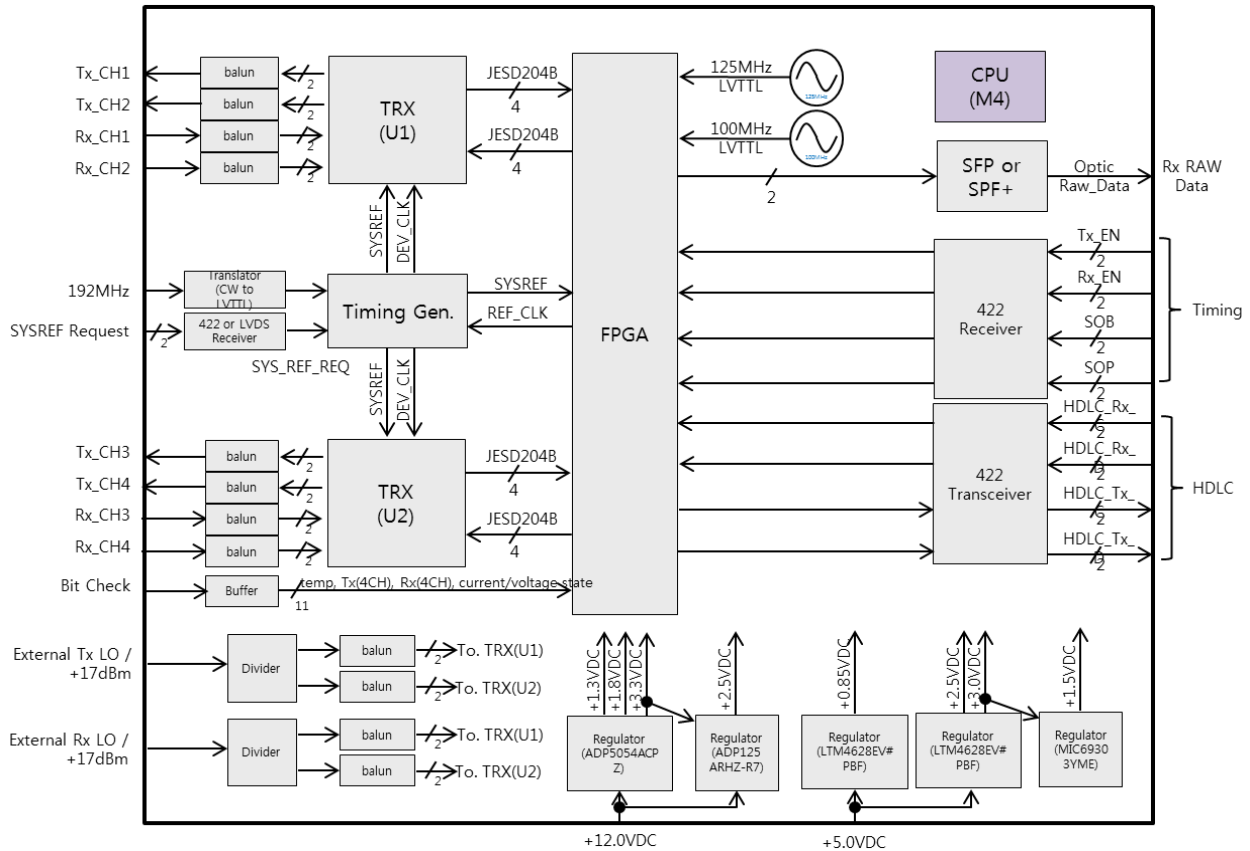 Tx_CH1
Tx_CH2
Rx_CH1
Rx_CH2
balun
balun
balun
balun
2
2
2
2
TRX
(U1)
JESD204B
4
JESD204B
4
SYSREF
DEV_CLK
192MHz
SYSREF Request
2
Translator
(CW to
LVTTL)
422 or LVDS
Receiver
SYS_REF_REQ
Timing Gen.
SYSREF
REF_CLK
SYSREF
DEV_CLK
Tx_CH3
Tx_CH4
Rx_CH3
Rx_CH4
balun
balun
balun
balun
2
2
2
2
TRX
(U2)
JESD204B
4
JESD204B
4
Bit Check
Buffer
11
temp, Tx(4CH), Rx(4CH), current/voltage state
FPGA
125MHz
LVTTL
125MHz
100MHz
LVTTL
100MHz
CPU
(M4)
2
SFP or
SPF+
Optic
Raw_Data
Rx RAW
Data
422
Receiver
Tx_EN
2
Rx_EN
2
SOB
2
SOP
2
Timing
422
Transceiver
HDLC_Rx_
C
2
HDLC_Rx_
D
2
HDLC_Tx_
C
2
HDLC_Tx_
D
2
HDLC
External Tx LO /
+17dBm
Divider
balun
balun
2
2
To. TRX(U1)
To. TRX(U2)
External Rx LO /
+17dBm
Divider
balun
balun
2
2
To. TRX(U1)
To. TRX(U2)
+1.3VDC
+1.8VDC
+3.3VDC
+2.5VDC
+0.85VDC
+2.5VDC
+3.0VDC
+1.5VDC
Regulator
(ADP5054ACP
Z)
Regulator
(ADP125
ARHZ-R7)
Regulator
(LTM4628EV#
PBF)
Regulator
(LTM4628EV#
PBF)
Regulator
(MIC6930
3YME)
+12.0VDC
+5.0VDC